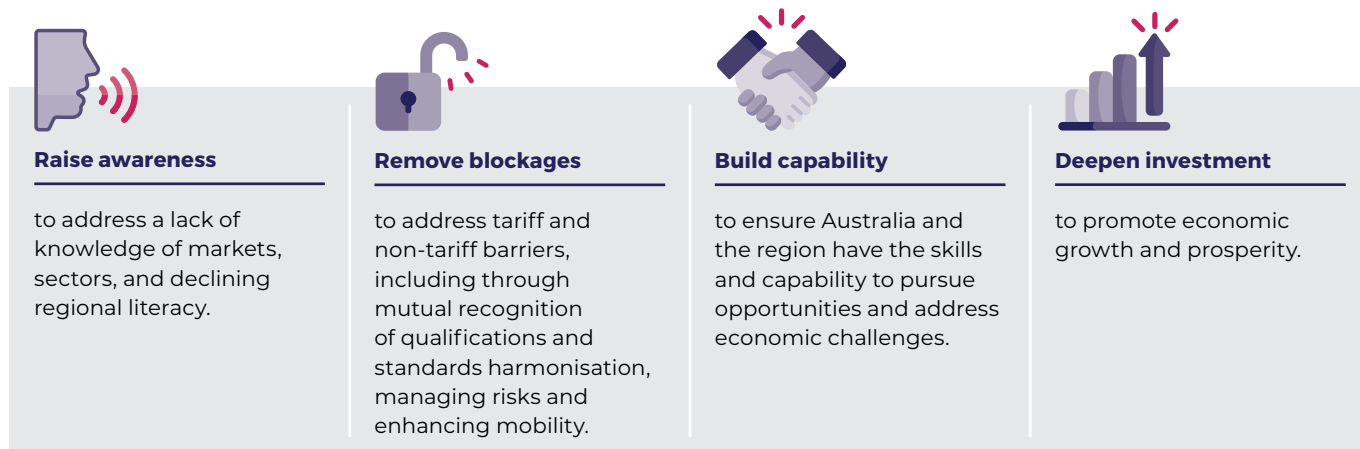 Raise awareness
to address a lack of
knowledge of markets,
sectors, and declining
regional literacy.
Remove blockages
to address tariff and
non-tariff barriers,
including through
mutual recognition
of qualifications and
standards harmonisation,
managing risks and
enhancing mobility.
Build capability
to ensure Australia and
the region have the skills
and capability to pursue
opportunities and address
economic challenges.
Deepen investment
to promote economic
growth and prosperity.